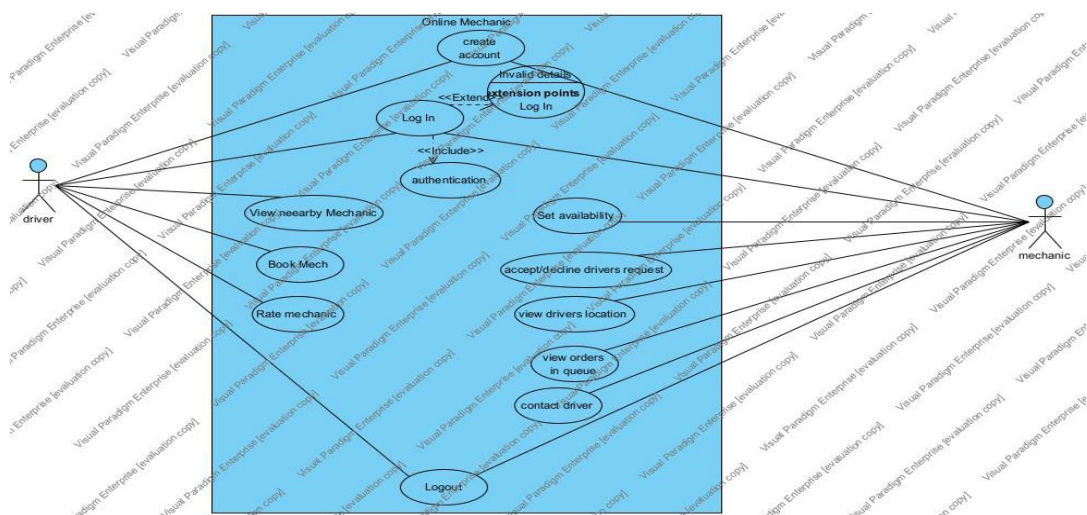 Online Mechanic
create
account
Invalid details
extension points
Log In
<<Extend
Log In
<<Include>>
authentication
driver
View neearby Mechanic
Set availability
mechanic
Book Mech
accept/decline drivers request
Rate mechanic
view drivers location
view orders
in queue
contact driver
Logout
Visual Paradigm Enterprise [evaluation copy]